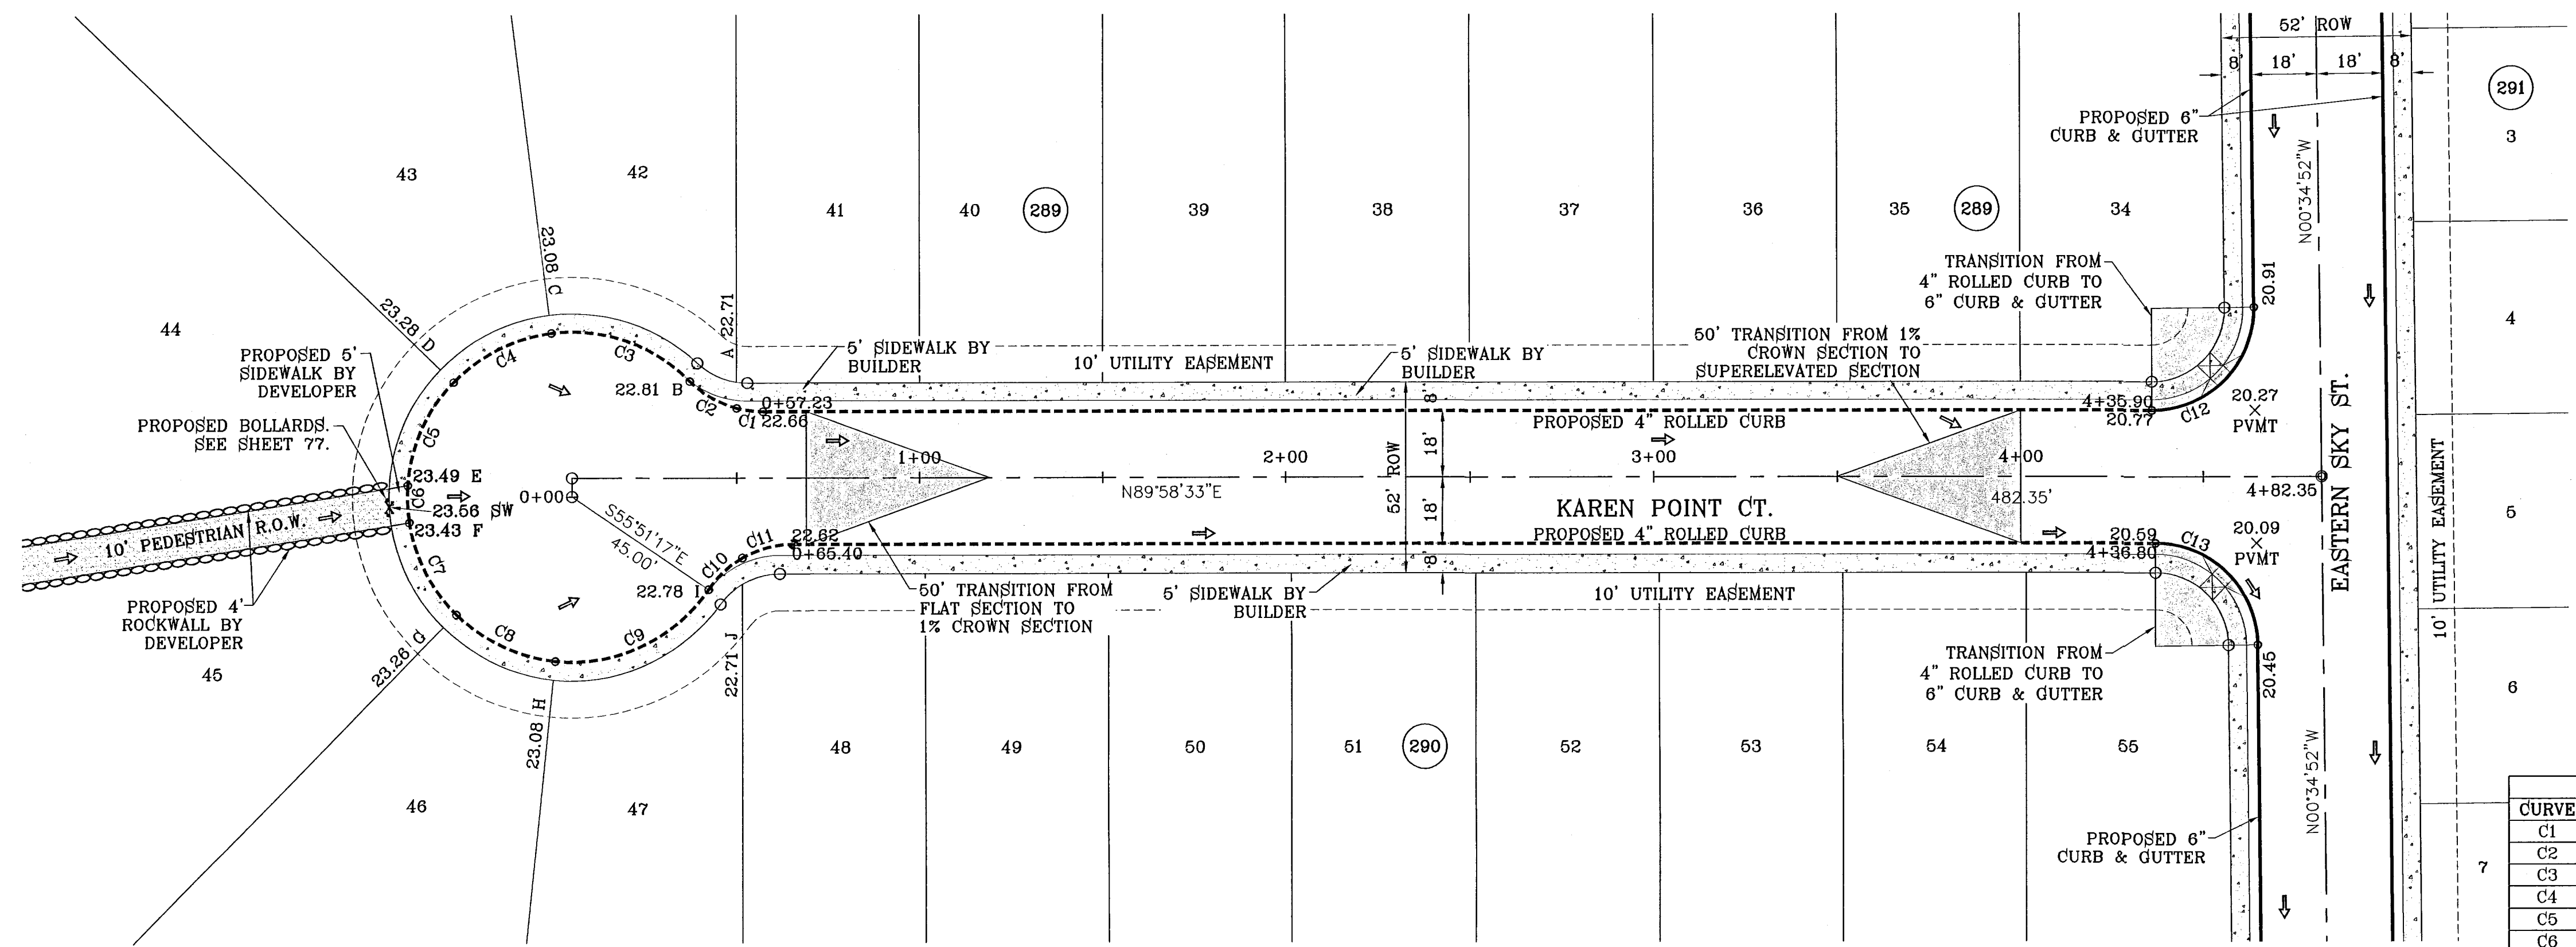 52' ROW
8'
18'
18'
8'
291
3
PROPOSED 6"
CURB & GUTTER
N00°34'52"W
43
42
41
40
289
39
38
37
36
35
289
34
TRANSITION FROM
4" ROLLED CURB TO
6" CURB & GUTTER
20.91
23.08 C
4
44
23.28 D
A 22.71
PROPOSED 5'
SIDEWALK BY
DEVELOPER
C4
C3
5' SIDEWALK BY
BUILDER
10' UTILITY EASEMENT
5' SIDEWALK BY
BUILDER
50' TRANSITION FROM 1%
CROWN SECTION TO
SUPERELEVATED SECTION
22.81 B
C2
C1
0+57.23
22.66
8'
PROPOSED 4" ROLLED CURB
4+35.90
20.77
C12
20.27
PVMT
PROPOSED BOLLARDS.
SEE SHEET 77.
C5
18'
52' ROW
1+00
2+00
3+00
4+00
EASTERN SKY ST.
10' UTILITY EASEMENT
23.49 E
C6
0+00
23.56 SW
23.43 F
N89°58'33"E
482.35'
4+82.35
5
KAREN POINT CT.
18'
PROPOSED 4" ROLLED CURB
10' PEDESTRIAN R.O.W.
S55°51'17"E
45.00'
C11
22.62
0+65.40
20.59
4+36.80
C13
20.09
PVMT
C7
C10
22.78 I
8'
PROPOSED 4'
ROCKWALL BY
DEVELOPER
50' TRANSITION FROM
FLAT SECTION TO
1% CROWN SECTION
5' SIDEWALK BY
BUILDER
10' UTILITY EASEMENT
C8
C9
45
23.26 G
22.71 J
TRANSITION FROM
4" ROLLED CURB TO
6" CURB & GUTTER
20.45
6
23.08 H
48
49
50
51
290
52
53
54
55
46
47
N00°34'52"W
PROPOSED 6"
CURB & GUTTER
7
CURVE
C1
C2
C3
C4
C5
C6